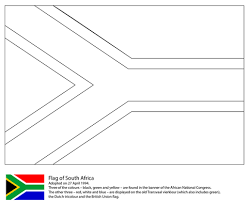 Flag of South Africa
Adopted on 27 April 1994.
Three of the colours - black, green and yellow - are found in the banner of the African National Congress.
The other three - red, white and blue - are displayed on the old Transvaal vierkleur (which also includes green),
the Dutch Vierkleur and the British Union flag.